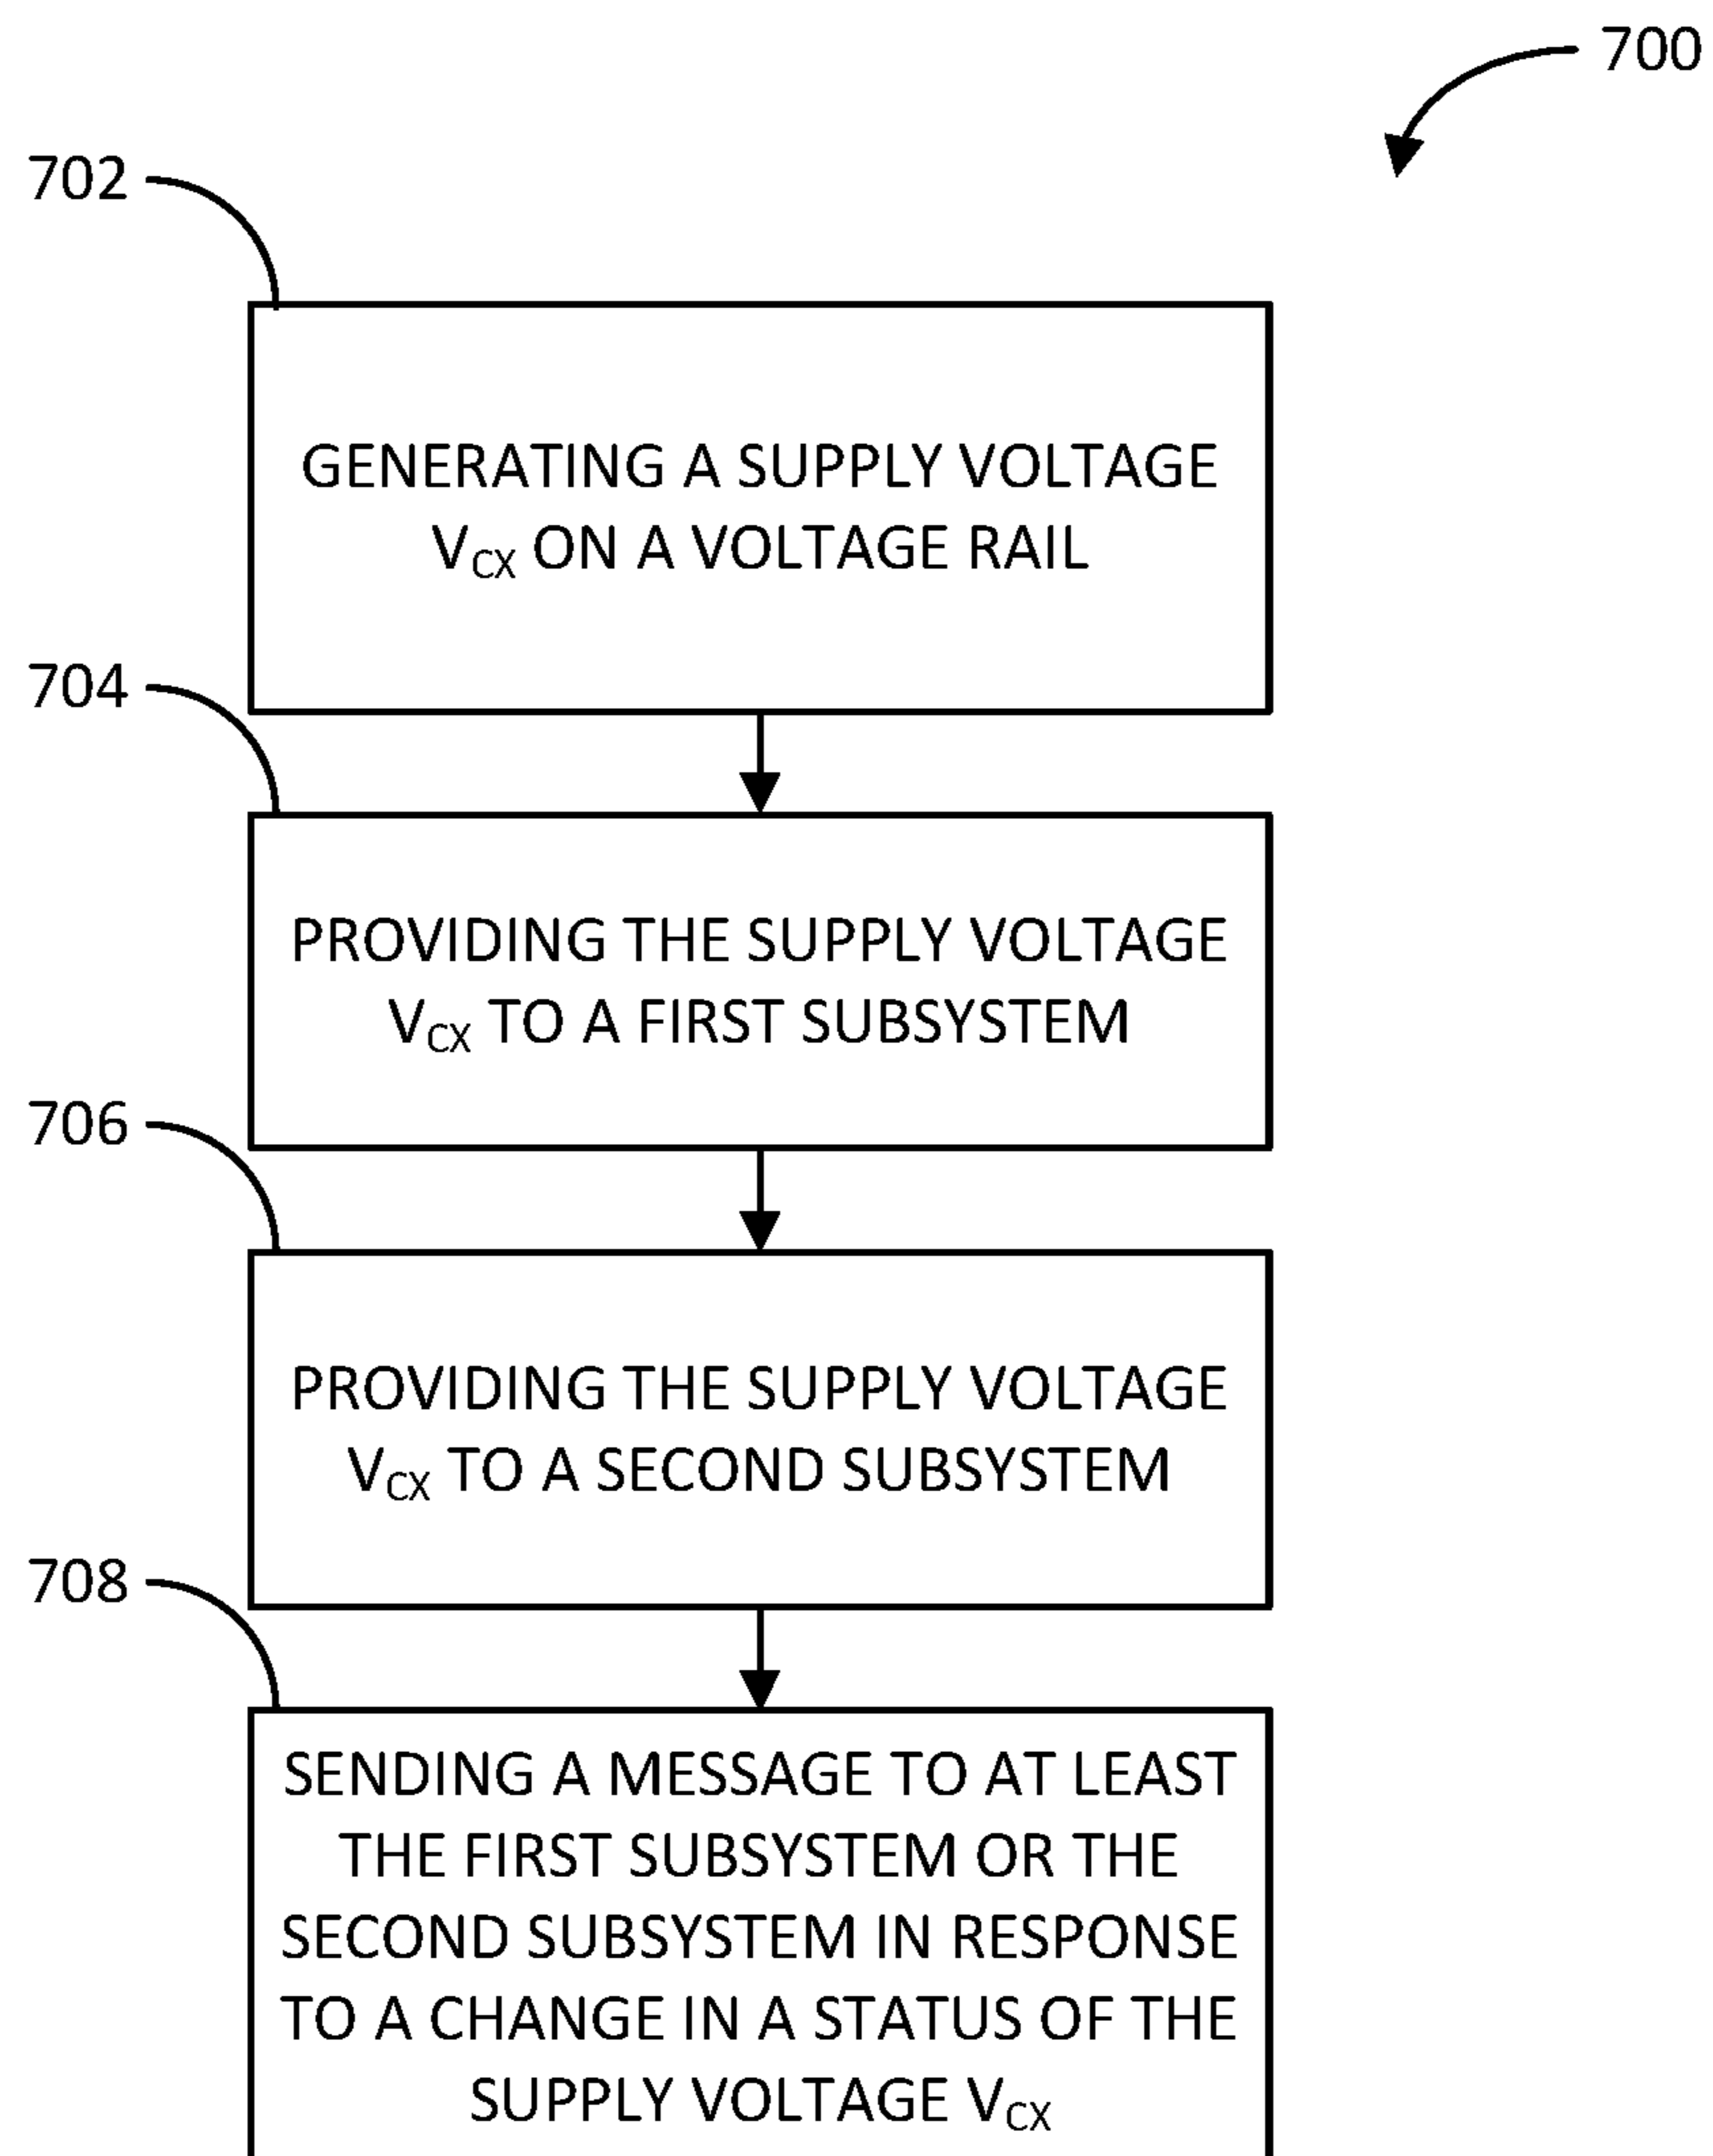 700
702
GENERATING A SUPPLY VOLTAGE
VCX ON A VOLTAGE RAIL
704
PROVIDING THE SUPPLY VOLTAGE
VCX TO A FIRST SUBSYSTEM
706
PROVIDING THE SUPPLY VOLTAGE
VCX TO A SECOND SUBSYSTEM
708
SENDING A MESSAGE TO AT LEAST
THE FIRST SUBSYSTEM OR THE
SECOND SUBSYSTEM IN RESPONSE
TO A CHANGE IN A STATUS OF THE
SUPPLY VOLTAGE VCX